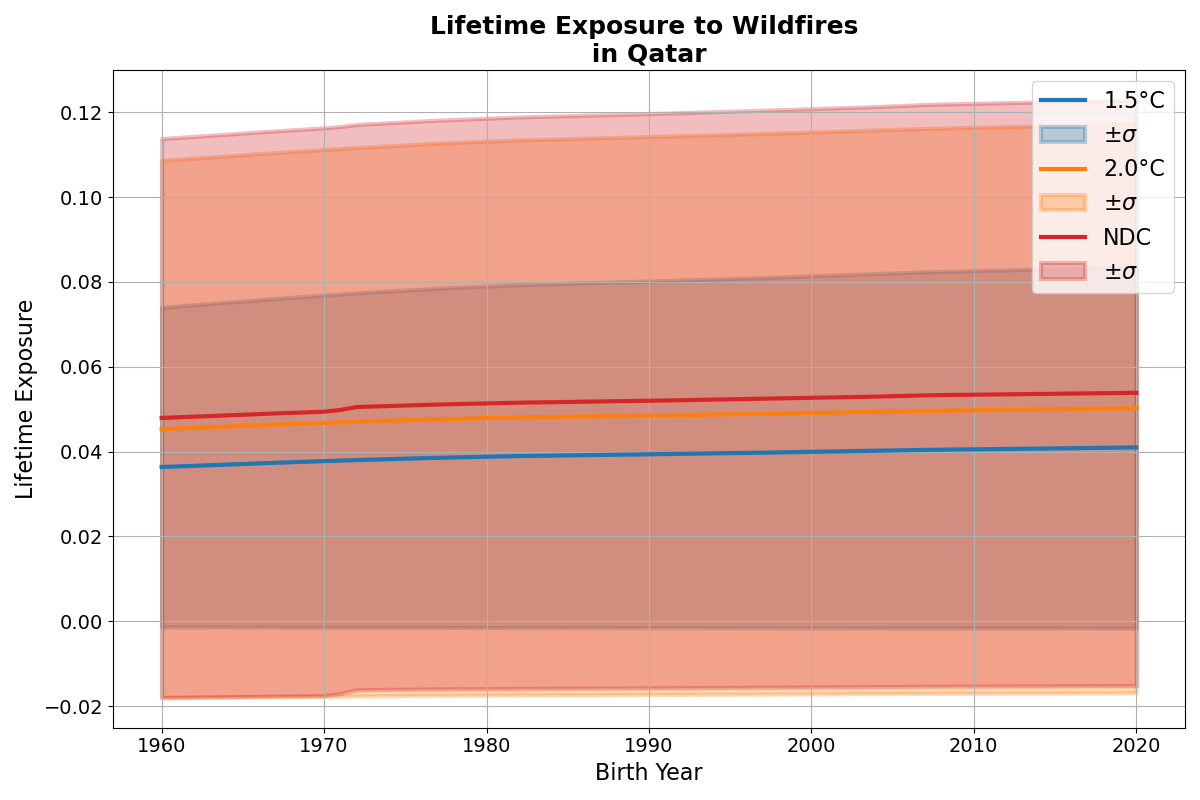 Lifetime Exposure to Wildfires
in Qatar
Lifetime Exposure
0.12
0.10
0.08
0.06
0.04
0.02
0.00
−0.02
1.5°C
±σ
2.0°C
±σ
NDC
±σ
1960
1970
1980
1990
2000
2010
2020
Birth Year